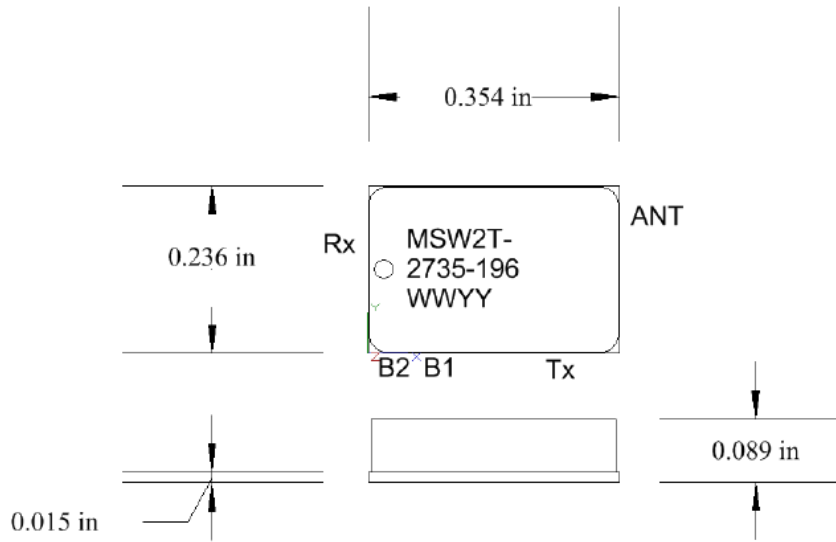 0.354 in
ANT
Rx
MSW2T-
2735-196
WWYY
0.236 in
Y
Z
B2
X
B1
Tx
0.089 in
0.015 in